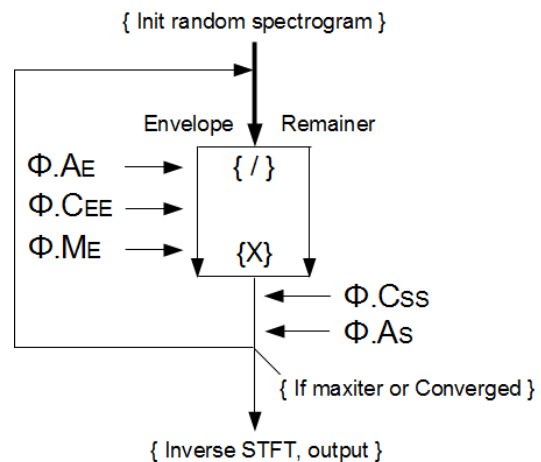 { Init random spectrogram }
Envelope Remainer
Φ.AE
{ / }
Φ.CEE
Φ.ME
{X}
Φ.Css
Φ.As
{ If maxiter or Converged }
{ Inverse STFT, output }